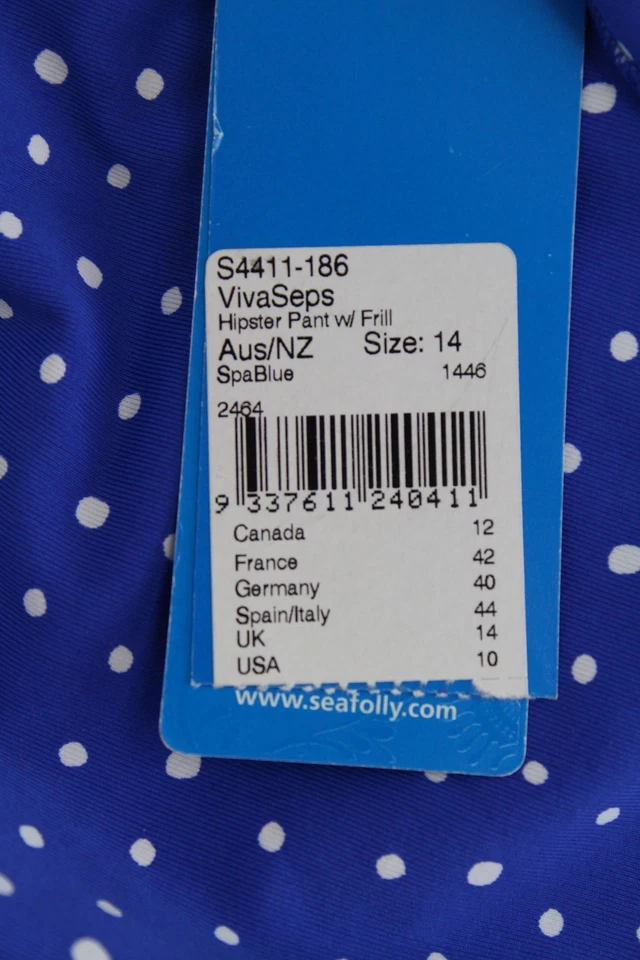 S4411-186
VivaSeps
Hipster Pant w/ Frill
Aus/NZ Size: 14
SpaBlue 1446
2464
9 337611 240411
Canada 12
France 42
Germany 40
Spain/Italy 44
UK 14
USA 10
www.seafolly.com